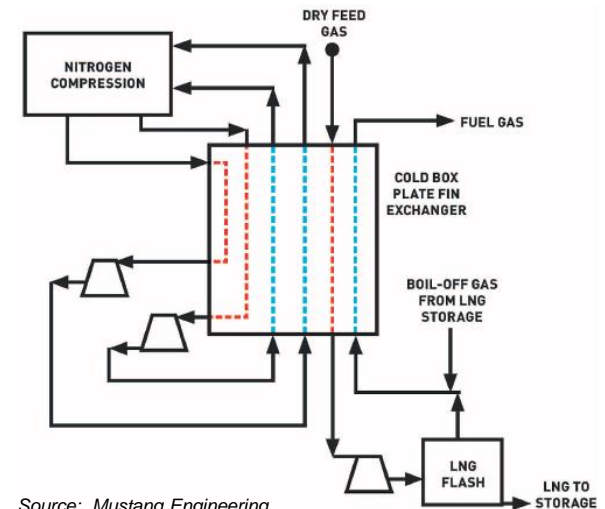 DRY FEED
GAS
NITROGEN
COMPRESSION
FUEL GAS
COLD BOX
PLATE FIN
EXCHANGER
BOIL-OFF GAS
FROM LNG
STORAGE
LNG
FLASH
LNG TO
STORAGE
Source: Mustang Engineering